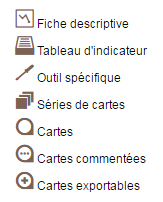 Fiche descriptive
Tableau d'indicateur
Outil spécifique
Séries de cartes
Cartes
Cartes commentées
Cartes exportables